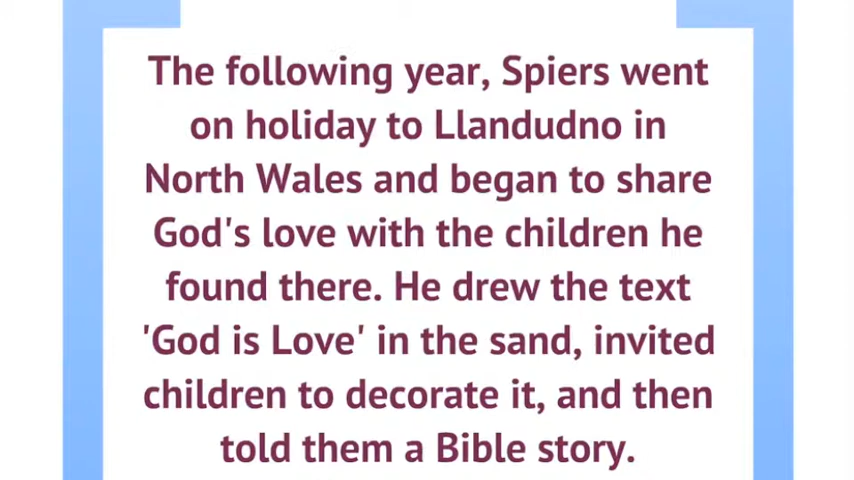 The following year, Spiers went
on holiday to Llandudno in
North Wales and began to share
God's love with the children he
found there. He drew the text
'God is Love' in the sand, invited
children to decorate it, and then
told them a Bible story.